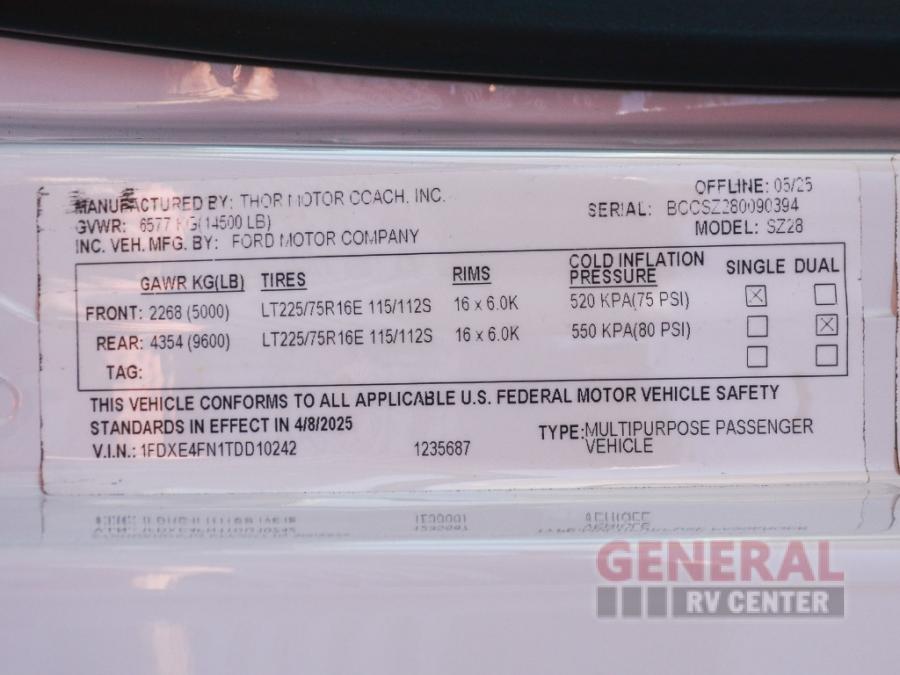 MANUFACTURED BY: THOR MOTOR COACH, INC.
OFFLINE: 05/25
GVWR: 6577 KG(14500 LB)
SERIAL: BCCSZ280090394
INC. VEH. MFG. BY: FORD MOTOR COMPANY
MODEL: SZ28
GAWR KG(LB) TIRES RIMS COLD INFLATION PRESSURE SINGLE DUAL
FRONT: 2268 (5000) LT225/75R16E 115/112S 16 x 6.0K 520 KPA(75 PSI)
REAR: 4354 (9600) LT225/75R16E 115/112S 16 x 6.0K 550 KPA(80 PSI)
TAG:
THIS VEHICLE CONFORMS TO ALL APPLICABLE U.S. FEDERAL MOTOR VEHICLE SAFETY
STANDARDS IN EFFECT IN 4/8/2025
V.I.N.: 1FDXE4FN1TDD10242 1235687 TYPE: MULTIPURPOSE PASSENGER
VEHICLE
GENERAL
RV CENTER